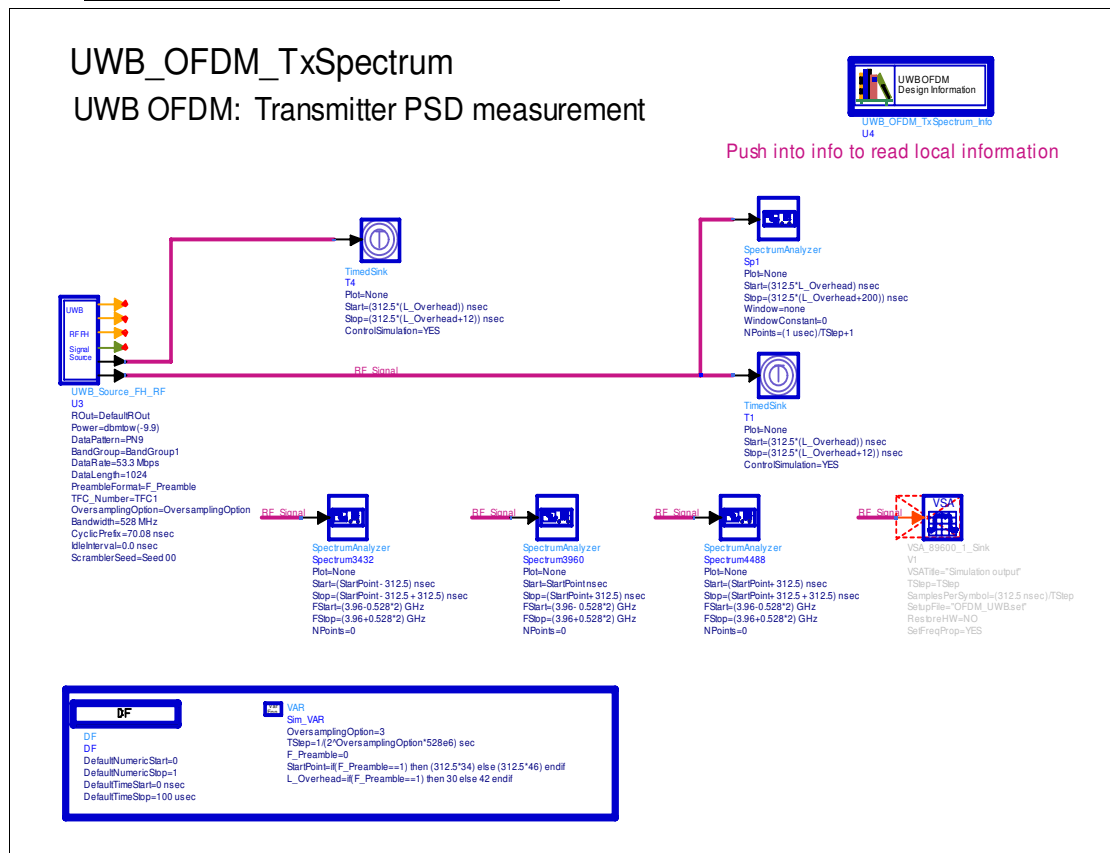 UWB_OFDM_TxSpectrum
UWB OFDM: Transmitter PSD measurement
UWBOFDM
Design Information
UWB_OFDM_TxSpectrum_Info
U4
Push into info to read local information
TimedSink
T4
Plot=None
Start=(312.5*(L_Overhead)) nsec
Stop=(312.5*(L_Overhead+12)) nsec
ControlSimulation=YES
SpectrumAnalyzer
Sp1
Plot=None
Start=(312.5*L_Overhead) nsec
Stop=(312.5*(L_Overhead+200)) nsec
Window=none
WindowConstant=0
NPoints=(1 usec)/TStep+1
UWB
RF FH
Signal
Source
RF_Signal
UWB_Source_FH_RF
U3
ROut=DefaultROut
Power=dbmtow(-9.9)
DataPattern=PN9
BandGroup=BandGroup1
DataRate=53.3 Mbps
DataLength=1024
PreambleFormat=F_Preamble
TFC_Number=TFC1
OversamplingOption=OversamplingOption
Bandwidth=528 MHz
CyclicPrefix=70.08 nsec
IdleInterval=0.0 nsec
ScramblerSeed=Seed 00
TimedSink
T1
Plot=None
Start=(312.5*(L_Overhead)) nsec
Stop=(312.5*(L_Overhead+12)) nsec
ControlSimulation=YES
RF_Signal
SpectrumAnalyzer
Spectrum3432
Plot=None
Start=(StartPoint- 312.5) nsec
Stop=(StartPoint- 312.5 + 312.5) nsec
FStart=(3.96-0.528*2) GHz
FStop=(3.96+0.528*2) GHz
NPoints=0
RF_Signal
SpectrumAnalyzer
Spectrum3960
Plot=None
Start=StartPoint nsec
Stop=(StartPoint+ 312.5) nsec
FStart=(3.96- 0.528*2) GHz
FStop=(3.96+0.528*2) GHz
NPoints=0
RF_Signal
SpectrumAnalyzer
Spectrum4488
Plot=None
Start=(StartPoint+ 312.5) nsec
Stop=(StartPoint+ 312.5 + 312.5) nsec
FStart=(3.96-0.528*2) GHz
FStop=(3.96+0.528*2) GHz
NPoints=0
RF_Signal
VSA
VSA_89600_1_Sink
V1
VSATitle="Simulation output"
TStep=TStep
SamplesPerSymbol=(312.5 nsec)/TStep
SetupFile="OFDM_UWB.set"
RestoreHW=NO
SetFreqProp=YES
DF
DF
DF
DefaultNumericStart=0
DefaultNumericStop=1
DefaultTimeStart=0 nsec
DefaultTimeStop=100 usec
VAR
Sim_VAR
OversamplingOption=3
TStep=1/(2^OversamplingOption*528e6) sec
F_Preamble=0
StartPoint=if(F_Preamble==1) then (312.5*34) else (312.5*46) endif
L_Overhead=if(F_Preamble==1) then 30 else 42 endif